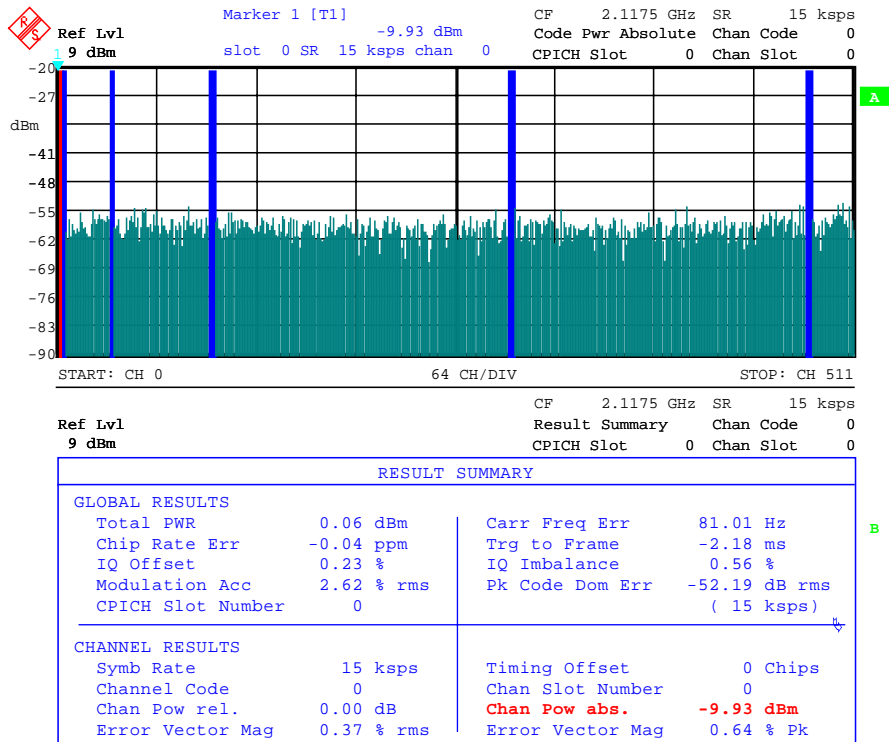 R S
Marker 1 [T1] CF 2.1175 GHz SR 15 ksps
Ref Lvl -9.93 dBm Code Pwr Absolute Chan Code 0
9 dBm slot 0 SR 15 ksps chan 0 CPICH Slot 0 Chan Slot 0
1
-20
-27
A
dBm
-41
-48
-55
-62
-69
-76
-83
-90
START: CH 0 64 CH/DIV STOP: CH 511
CF 2.1175 GHz SR 15 ksps
Ref Lvl Result Summary Chan Code 0
9 dBm CPICH Slot 0 Chan Slot 0
RESULT SUMMARY
GLOBAL RESULTS
Total PWR 0.06 dBm Carr Freq Err 81.01 Hz
B
Chip Rate Err -0.04 ppm Trg to Frame -2.18 ms
IQ Offset 0.23 % IQ Imbalance 0.56 %
Modulation Acc 2.62 % rms Pk Code Dom Err -52.19 dB rms
CPICH Slot Number 0 ( 15 ksps)
CHANNEL RESULTS
Symb Rate 15 ksps Timing Offset 0 Chips
Channel Code 0 Chan Slot Number 0
Chan Pow rel. 0.00 dB Chan Pow abs. -9.93 dBm
Error Vector Mag 0.37 % rms Error Vector Mag 0.64 % Pk